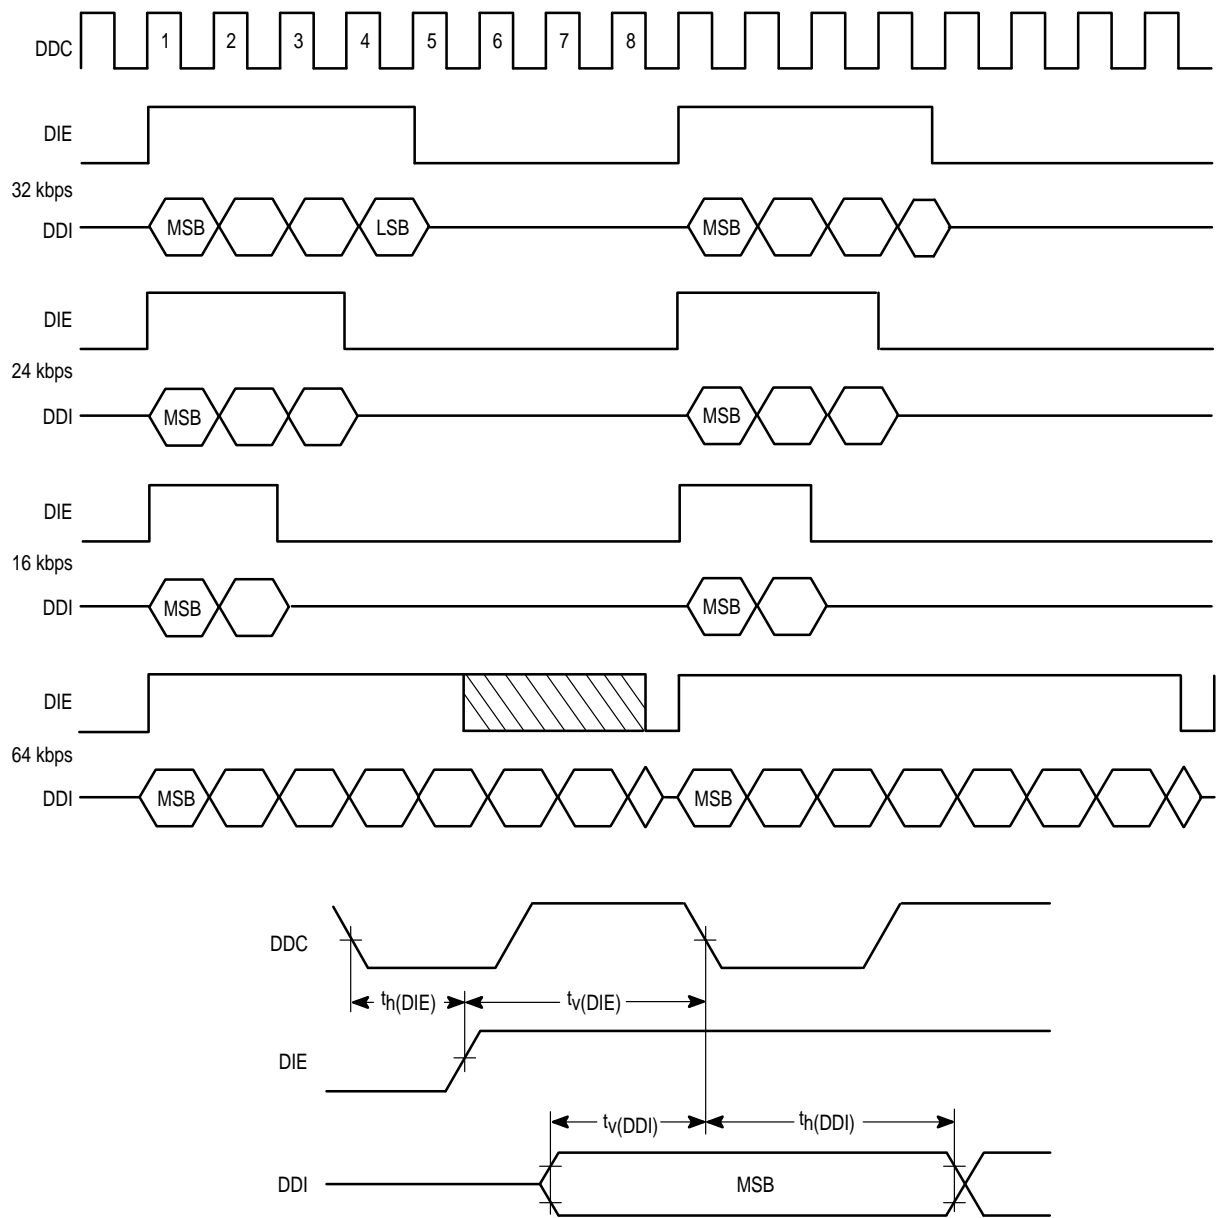 DDC 1 2 3 4 5 6 7 8
DIE
32 kbps
DDI MSB LSB MSB
DIE
24 kbps
DDI MSB MSB
DIE
16 kbps
DDI MSB MSB
DIE
64 kbps
DDI MSB MSB
DDC
th(DIE) tv(DIE)
DIE
tv(DDI) th(DDI)
DDI MSB